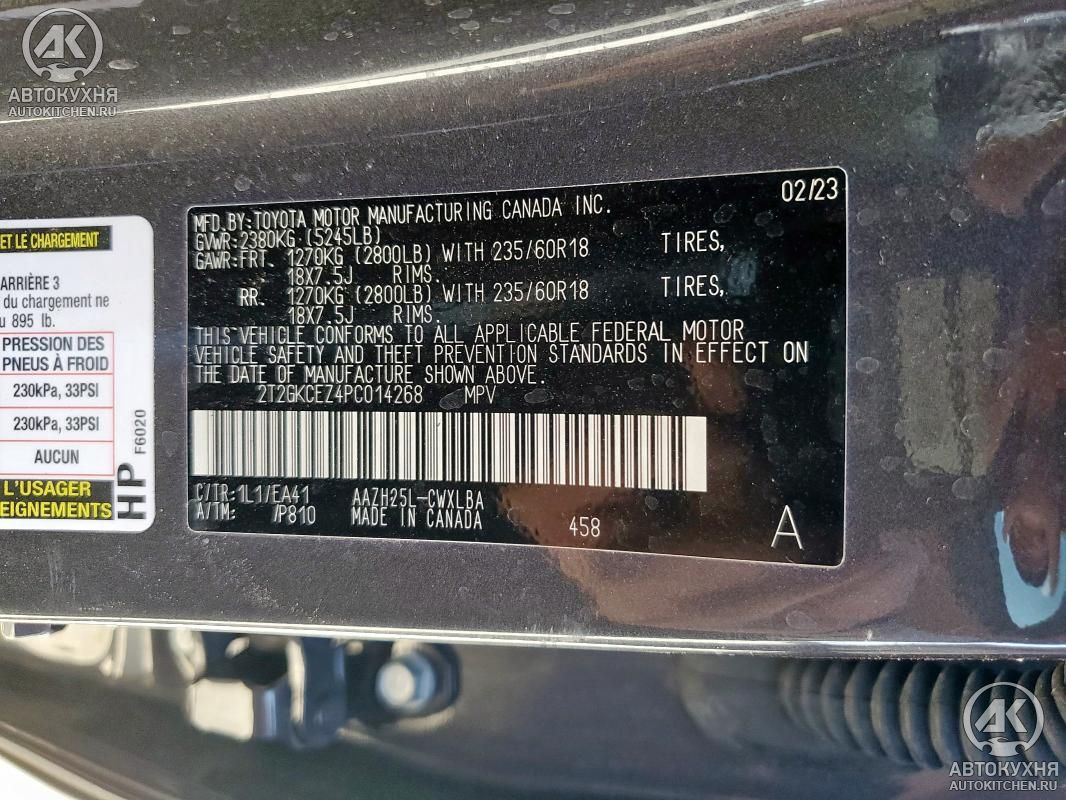 АК
АВТОКУХНЯ
AUTOKITCHEN.RU
ET LE CHARGEMENT
ARRIÈRE 3
du chargement ne
895 lb.
PRESSION DES
PNEUS À FROID
230kPa, 33PSI
230kPa, 33PSI
AUCUN
L'USAGER
HP
F6020
02/23
MFD.BY:TOYOTA MOTOR MANUFACTURING CANADA INC.
GVWR:2380KG (5245LB)
GAWR:FRT. 1270KG (2800LB) WITH 235/60R18 TIRES,
18X7.5J RIMS.
RR. 1270KG (2800LB) WITH 235/60R18 TIRES,
18X7.5J RIMS.
THIS VEHICLE CONFORMS TO ALL APPLICABLE FEDERAL MOTOR
VEHICLE SAFETY AND THEFT PREVENTION STANDARDS IN EFFECT ON
THE DATE OF MANUFACTURE SHOWN ABOVE.
2T2GKCEZ4PC014268 MPV
C/TR:1L1/EA41 AAZH25L-CWXLBA
A/TM: /P810 MADE IN CANADA
458
A
АК
АВТОКУХНЯ
AUTOKITCHEN.RU